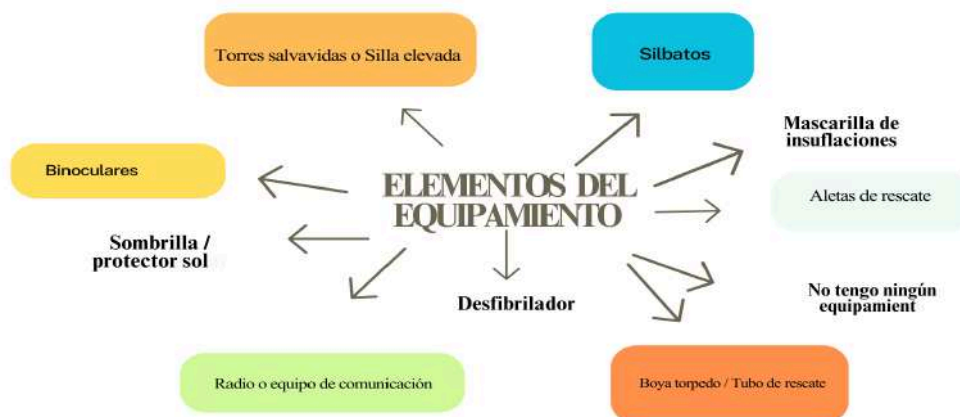 Torres salvavidas o Silla elevada
Silbatos
Mascarilla de
insuflaciones
Binoculares
ELEMENTOS DEL
EQUIPAMIENTO
Aletas de rescate
Sombrilla /
protector sol
Desfibrilador
No tengo ningún
equipament
Radio o equipo de comunicación
Boya torpedo / Tubo de rescate